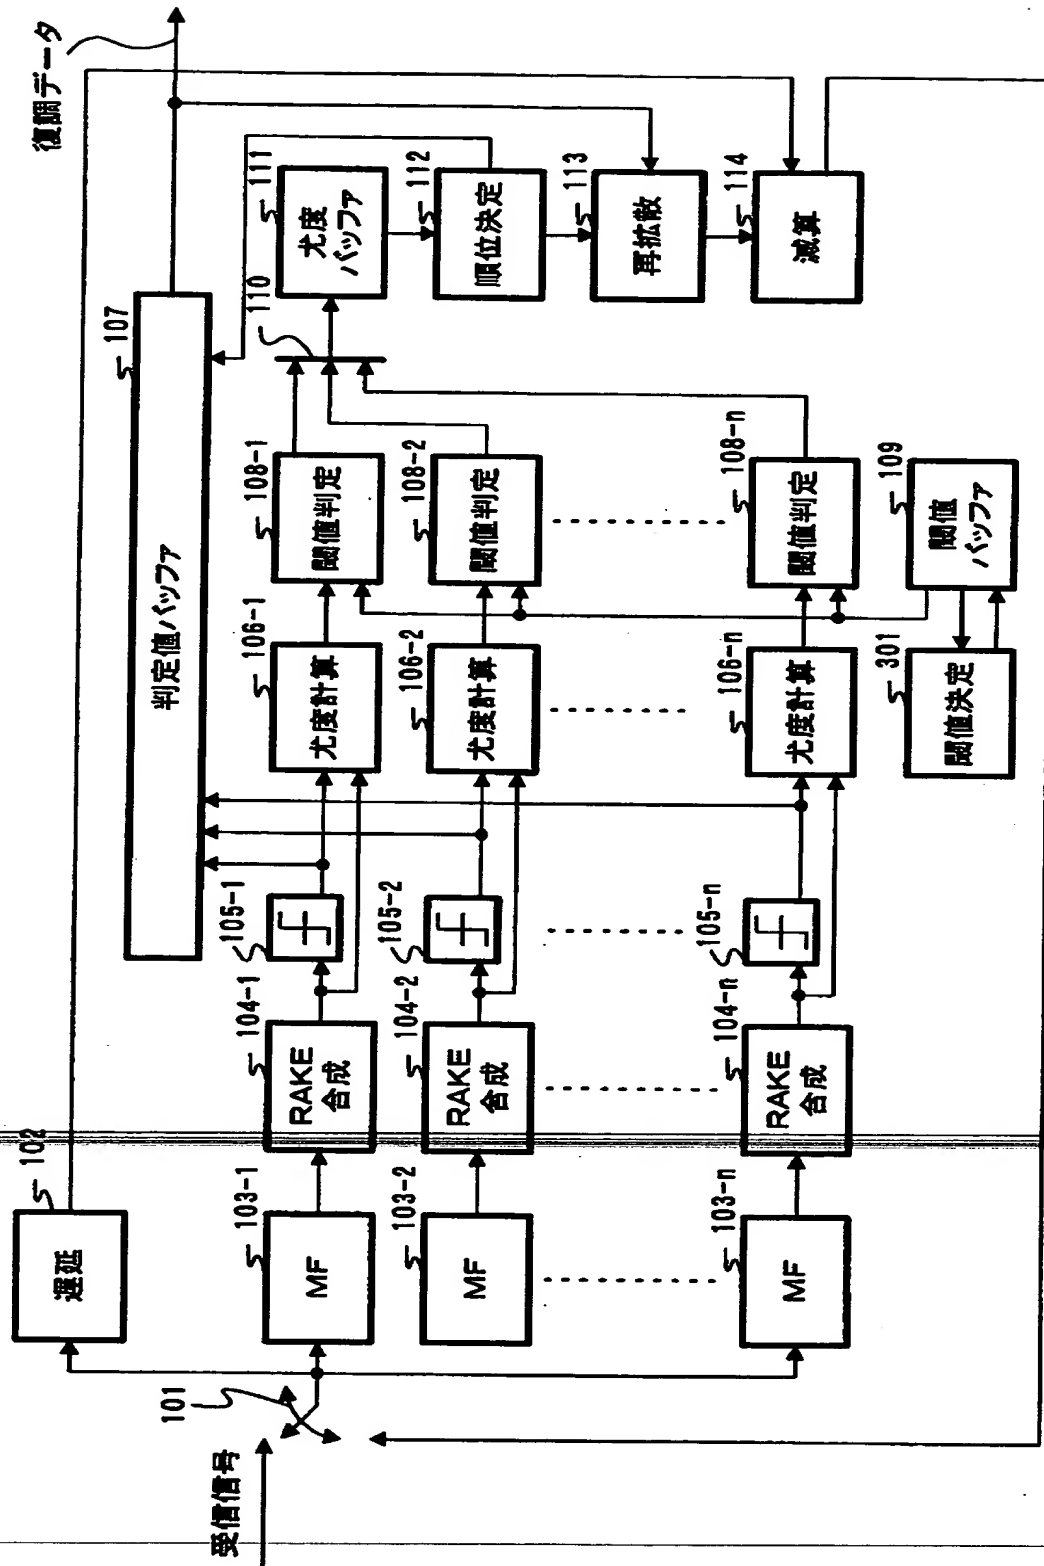 復調データ
107
判定値バッファ
102
遅延
101
受信信号
103-1
MF
104-1
RAKE
合成
105-1
106-1
尤度計算
108-1
閾値判定
110
111
尤度
バッファ
103-2
MF
104-2
RAKE
合成
105-2
106-2
尤度計算
108-2
閾値判定
112
順位決定
113
再拡散
103-n
MF
104-n
RAKE
合成
105-n
106-n
尤度計算
108-n
閾値判定
114
減算
301
閾値決定
109
閾値
バッファ